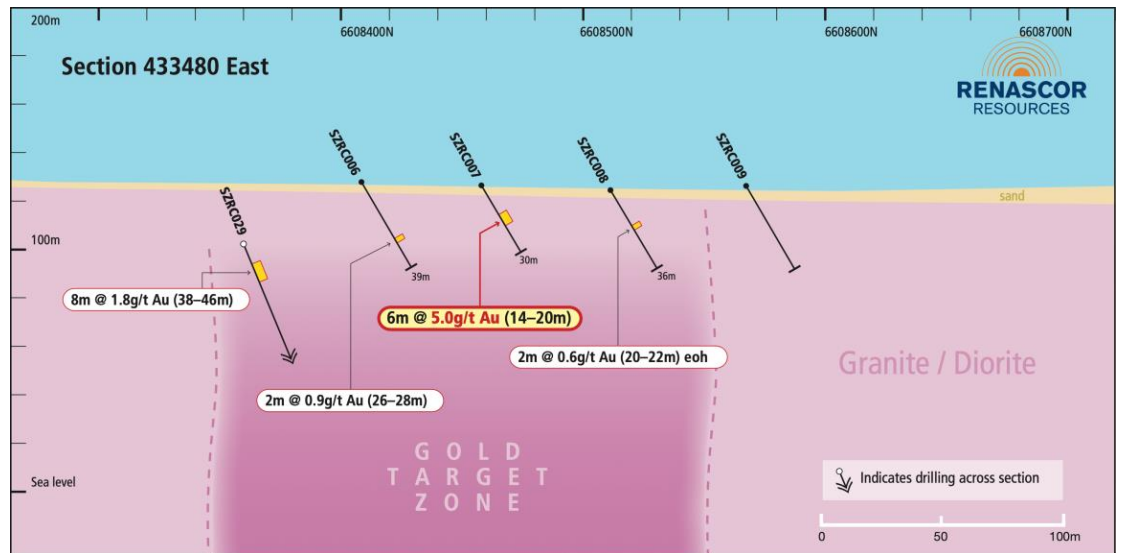 200m
6608400N
6608500N
6608600N
6608700N
Section 433480 East
RENASCOR
RESOURCES
SZRC006
SZRC007
SZRC008
SZRC009
SZRC029
sand
100m
39m
30m
36m
8m @ 1.8g/t Au (38–46m)
6m @ 5.0g/t Au (14–20m)
2m @ 0.6g/t Au (20–22m) eoh
Granite / Diorite
2m @ 0.9g/t Au (26–28m)
GOLD
TARGET
ZONE
Sea level
Indicates drilling across section
0 50 100m